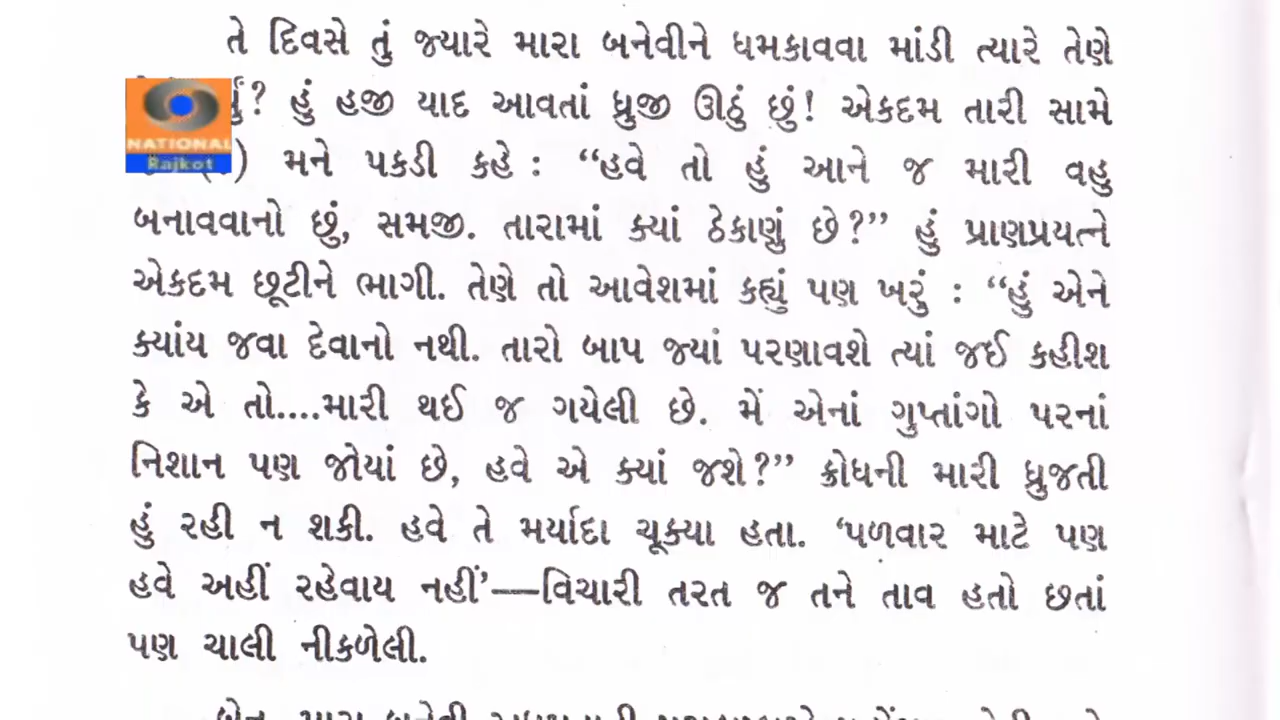 તે દિવસે તું જ્યારે મારા બનેવીને ધમકાવવા માંડી ત્યારે તેણે
હું હજી યાદ આવતાં ધ્રુજી ઊઠું છું! એકદમ તારી સામે
NATIONAL
Rajkot
મને પકડી કહે : “હવે તો હું આને જ મારી વહુ
બનાવવાનો છું, સમજી. તારામાં ક્યાં ઠેકાણું છે?” હું પ્રાણપ્રયત્ને
એકદમ છૂટીને ભાગી. તેણે તો આવેશમાં કહ્યું પણ ખરું : “હું એને
ક્યાંય જવા દેવાનો નથી. તારો બાપ જ્યાં પરણાવશે ત્યાં જઈ કહીશ
કે એ તો....મારી થઈ જ ગયેલી છે. મેં એનાં ગુપ્તાંગો પરનાં
નિશાન પણ જોયાં છે, હવે એ ક્યાં જશે?” ક્રોધની મારી ધ્રુજતી
હું રહી ન શકી. હવે તે મર્યાદા ચૂક્યા હતા. ‘પળવાર માટે પણ
હવે અહીં રહેવાય નહીં’—વિચારી તરત જ તને તાવ હતો છતાં
પણ ચાલી નીકળેલી.